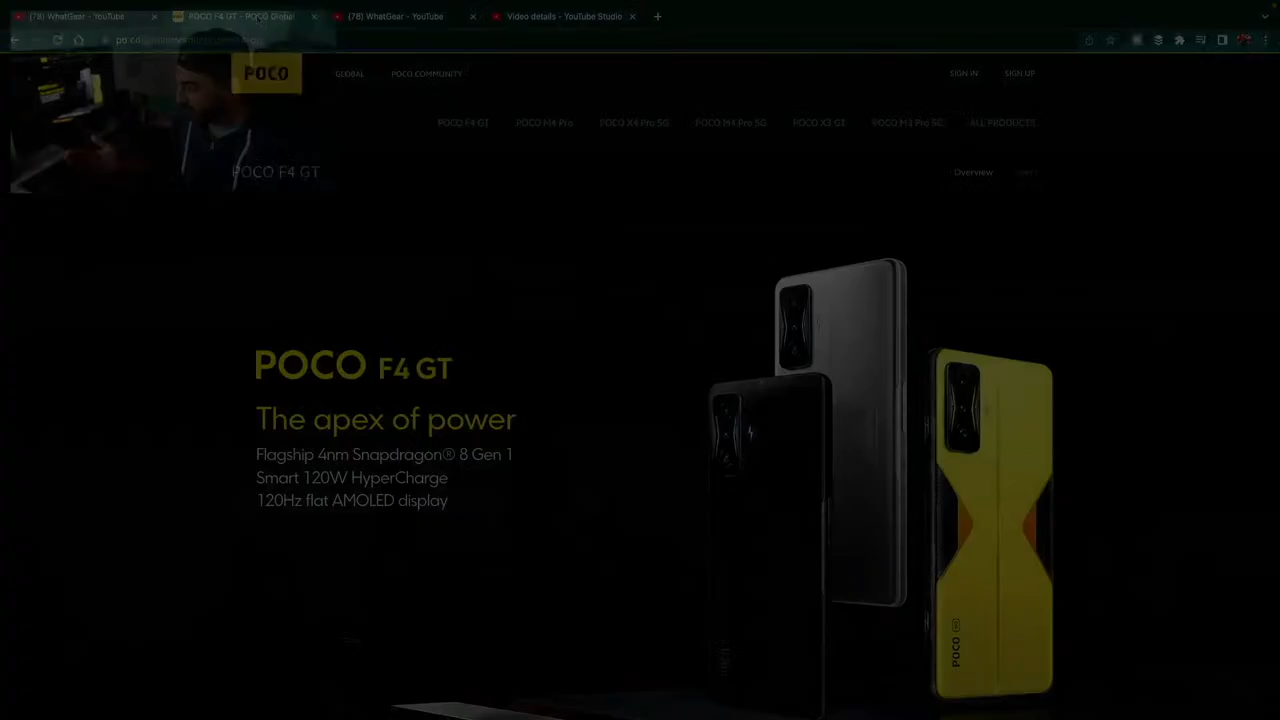 (78) WhatGear - YouTube
POCO F4 GT - POCO Global
(78) WhatGear - YouTube
Video details - YouTube Studio
POCO
GLOBAL
POCO COMMUNITY
SIGN IN
SIGN UP
POCO F4 GT
POCO M4 Pro
POCO X4 Pro 5G
POCO M4 Pro 5G
POCO X3 GT
POCO M3 Pro 5G
ALL PRODUCTS
POCO F4 GT
Overview
POCO F4 GT
The apex of power
Flagship 4nm Snapdragon® 8 Gen 1
Smart 120W HyperCharge
120Hz flat AMOLED display
POCO 5G